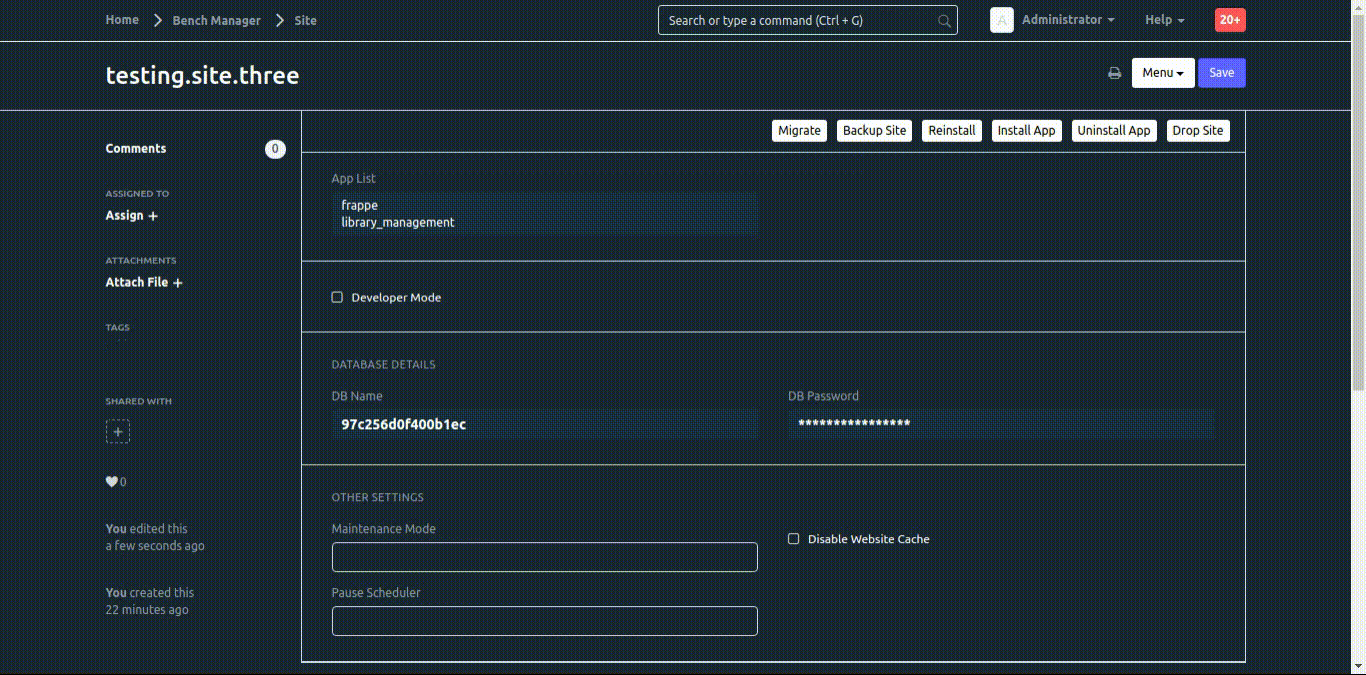 Home > Bench Manager > Site
Search or type a command (Ctrl + G)
A Administrator
Help
20+
testing.site.three
Menu
Save
Comments 0
ASSIGNED TO
Assign +
ATTACHMENTS
Attach File +
TAGS
SHARED WITH
+
0
You edited this
a few seconds ago
You created this
22 minutes ago
Migrate Backup Site Reinstall Install App Uninstall App Drop Site
App List
frappe
library_management
Developer Mode
DATABASE DETAILS
DB Name
97c256d0f400b1ec
DB Password
****************
OTHER SETTINGS
Maintenance Mode
Disable Website Cache
Pause Scheduler